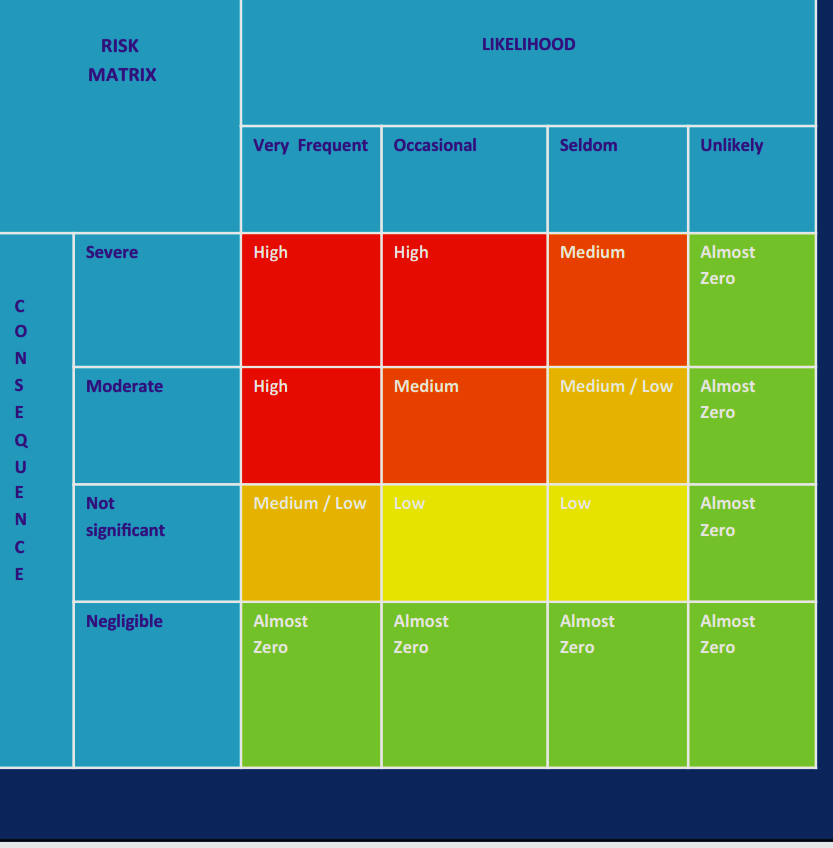 RISK
MATRIX
LIKELIHOOD
Very Frequent
Occasional
Seldom
Unlikely
C
O
N
S
E
Q
U
E
N
C
E
Severe
High
High
Medium
Almost
Zero
Moderate
High
Medium
Medium / Low
Almost
Zero
Not
significant
Medium / Low
Low
Low
Almost
Zero
Negligible
Almost
Zero
Almost
Zero
Almost
Zero
Almost
Zero